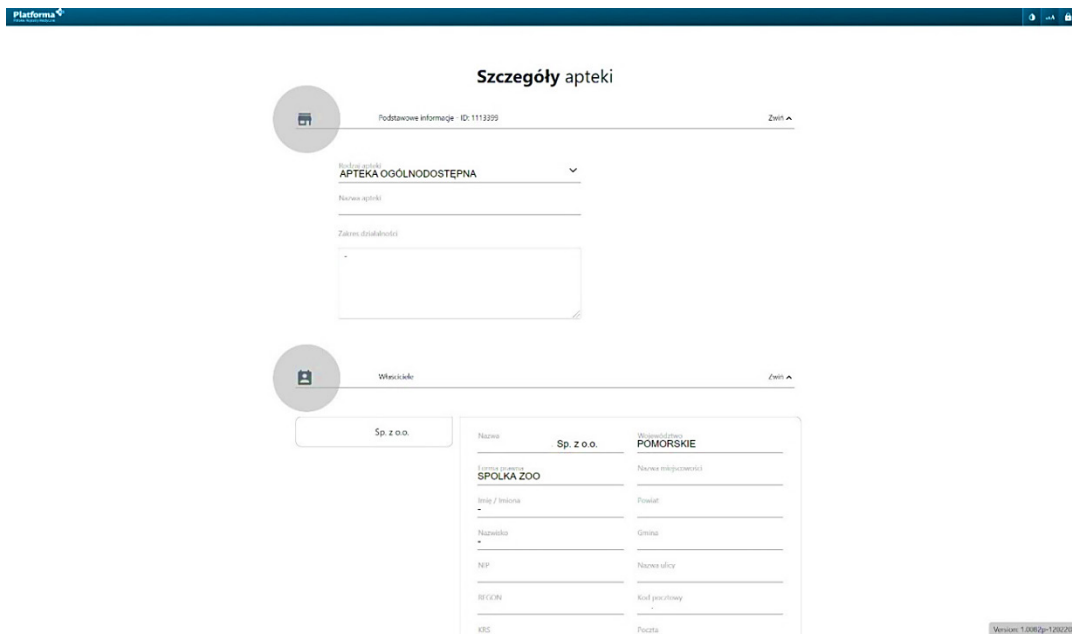 Platforma
Szczegóły apteki
Podstawowe informacje - ID: 1113399
Zwiń
Rodzaj apteki
APTEKA OGÓLNODOSTĘPNA
Nazwa apteki
Zakres działalności
-
Właściciele
Zwiń
Sp. z o.o.
Nazwa
Sp. z o.o.
Województwo
POMORSKIE
Forma prawna
SPOLKA ZOO
Nazwa miejscowości
Imię / Imiona
-
Powiat
Nazwisko
-
Gmina
NIP
Nazwa ulicy
REGON
Kod pocztowy
-
KRS
Poczta